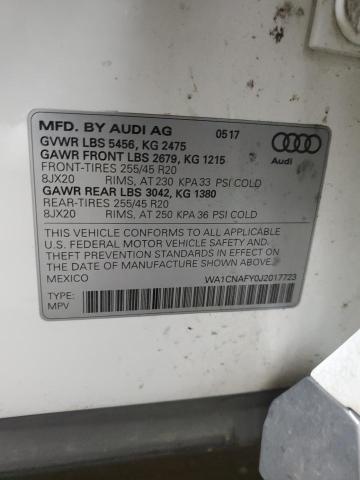 MFD. BY AUDI AG 05 17
GVWR LBS 5456, KG 2475
GAWR FRONT LBS 2679, KG 1215
FRONT-TIRES 255/45 R20
8JX20 RIMS, AT 230 KPA 33 PSI COLD
GAWR REAR LBS 3042, KG 1380
REAR-TIRES 255/45 R20
8JX20 RIMS, AT 250 KPA 36 PSI COLD
Audi
THIS VEHICLE CONFORMS TO ALL APPLICABLE
U.S. FEDERAL MOTOR VEHICLE SAFETY, BUMPER, AND
THEFT PREVENTION STANDARDS IN EFFECT ON
THE DATE OF MANUFACTURE SHOWN ABOVE.
MEXICO
WA1CNAFY0J2017723
TYPE:
MPV